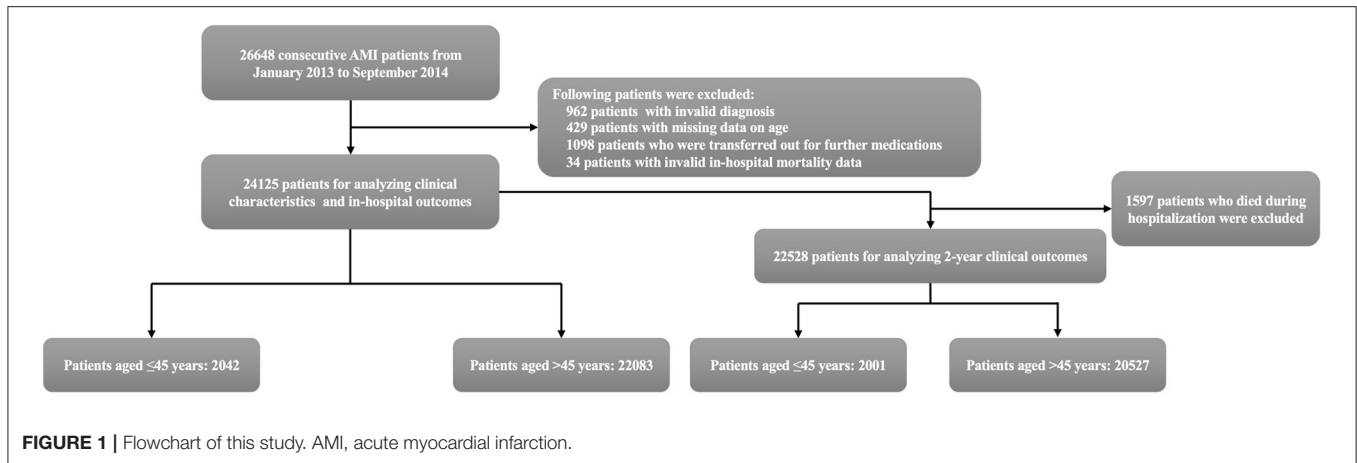 26648 consecutive AMI patients from
January 2013 to September 2014
Following patients were excluded:
962 patients with invalid diagnosis
429 patients with missing data on age
1098 patients who were transferred out for further medications
34 patients with invalid in-hospital mortality data
24125 patients for analyzing clinical
characteristics and in-hospital outcomes
1597 patients who died during
hospitalization were excluded
22528 patients for analyzing 2-year clinical outcomes
Patients aged ≤45 years: 2042
Patients aged >45 years: 22083
Patients aged ≤45 years: 2001
Patients aged >45 years: 20527
FIGURE 1 | Flowchart of this study. AMI, acute myocardial infarction.